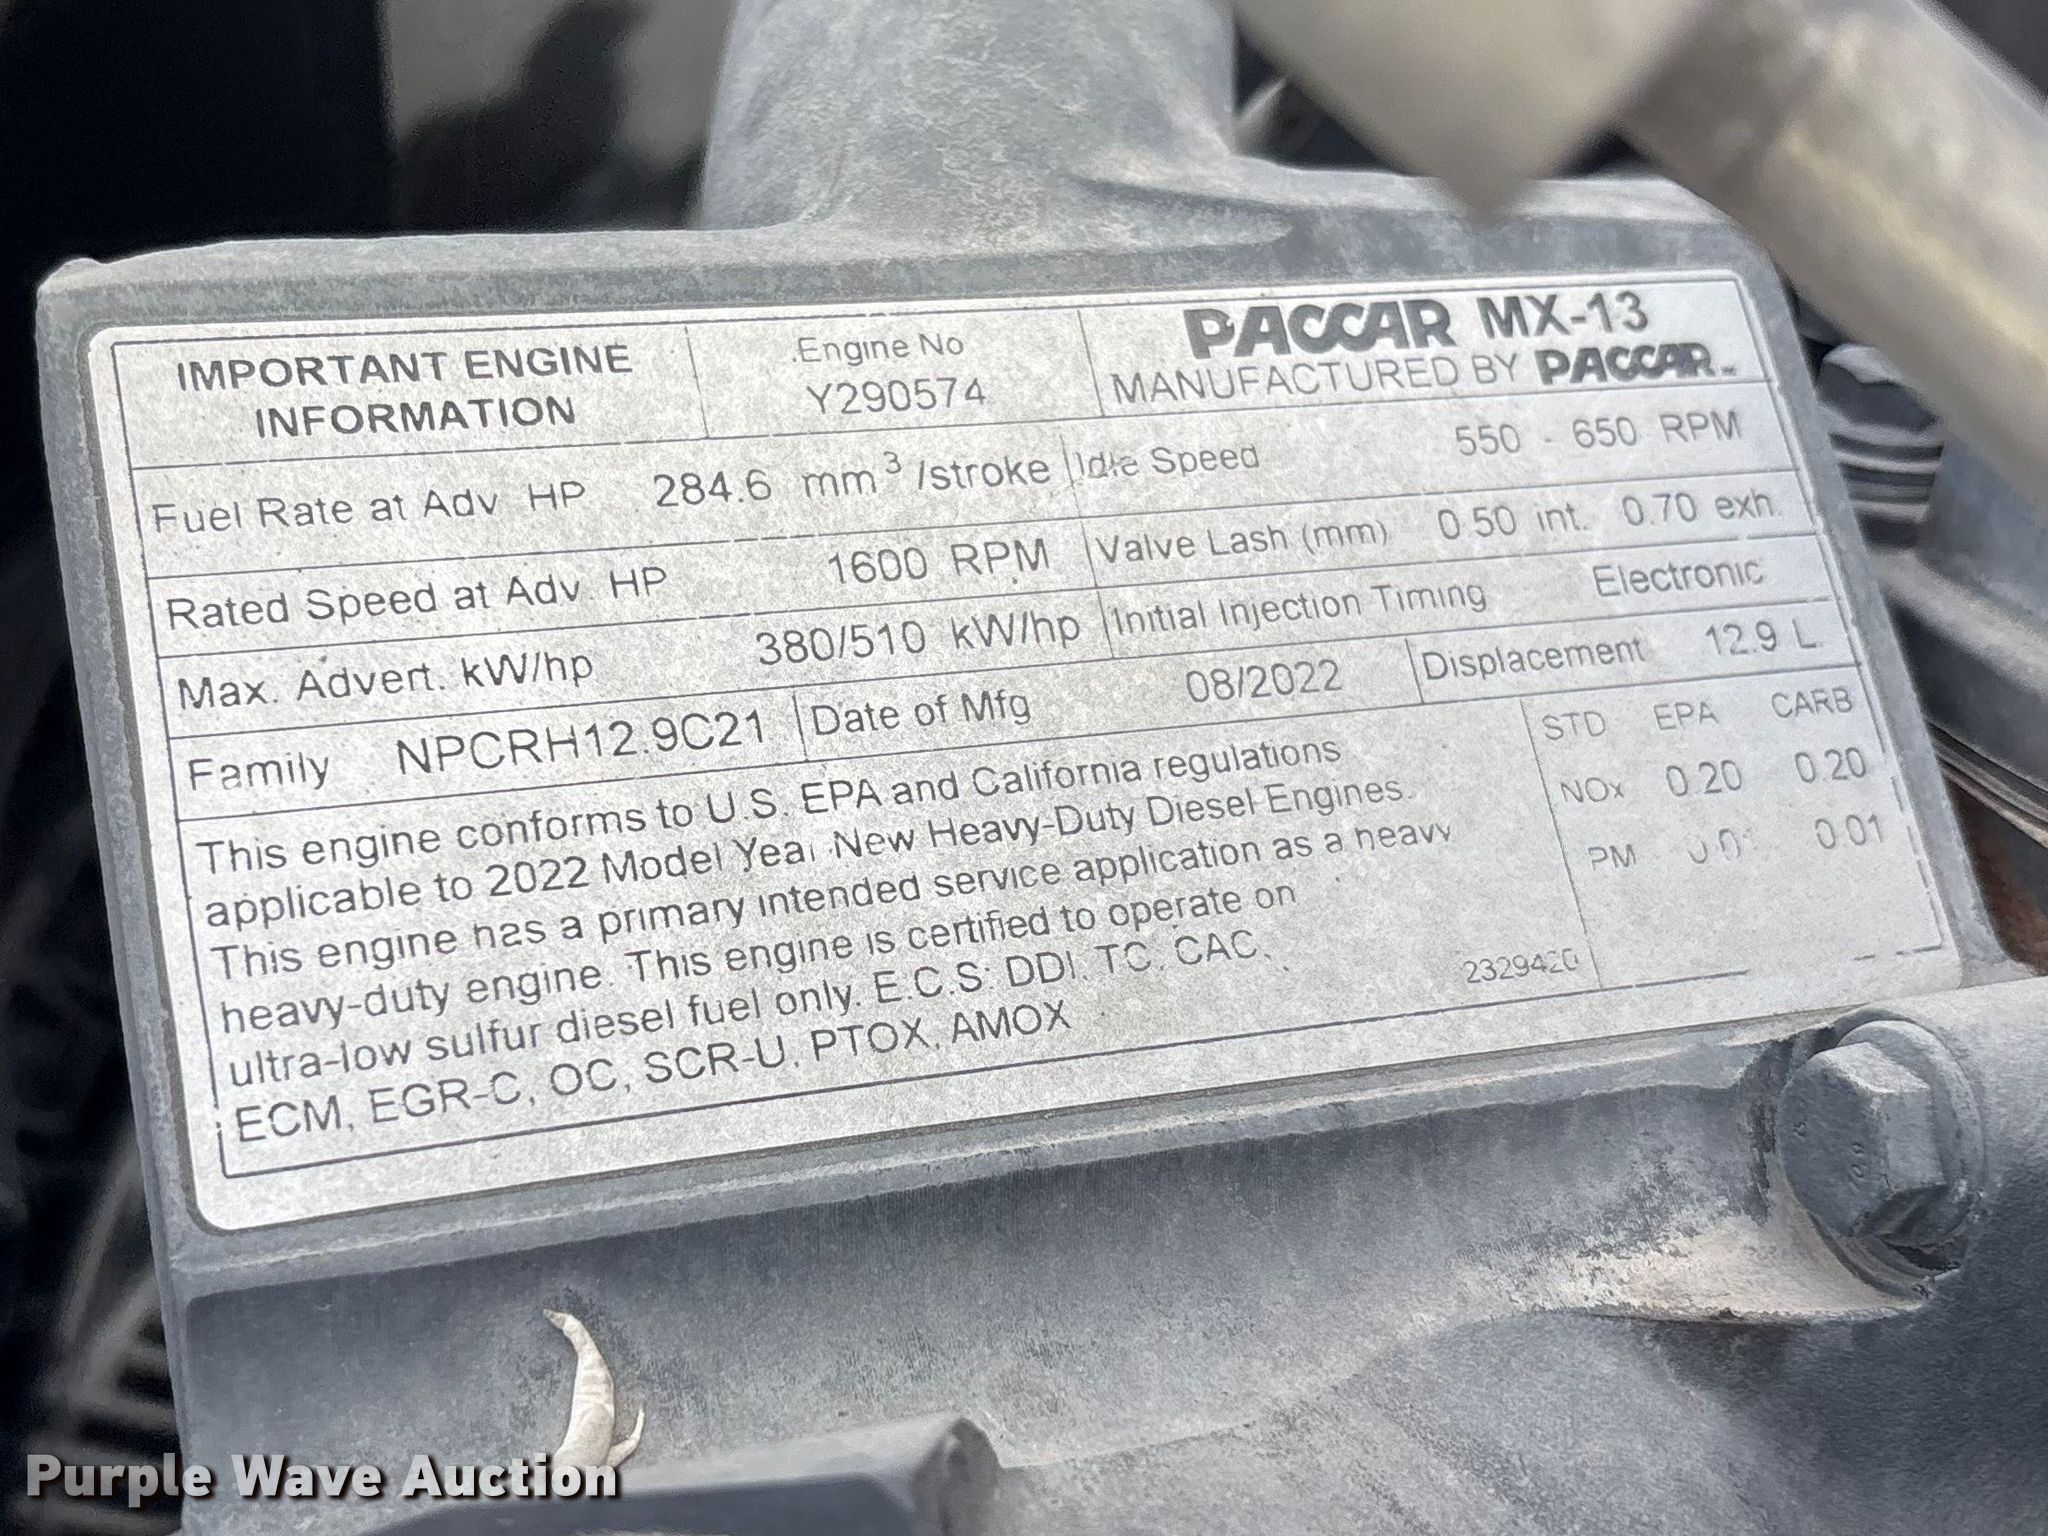 IMPORTANT ENGINE
INFORMATION
Engine No
Y290574
PACCAR MX-13
MANUFACTURED BY PACCAR
Fuel Rate at Adv HP 284.6 mm³/stroke
Idle Speed 550 - 650 RPM
Rated Speed at Adv. HP 1600 RPM
Valve Lash (mm) 0.50 int. 0.70 exh.
Max. Advert. kW/hp 380/510 kW/hp
Initial Injection Timing Electronic
Family NPCRH12.9C21
Date of Mfg 08/2022
Displacement 12.9 L
This engine conforms to U.S. EPA and California regulations
applicable to 2022 Model Year New Heavy-Duty Diesel Engines.
This engine has a primary intended service application as a heavy
heavy-duty engine. This engine is certified to operate on
ultra-low sulfur diesel fuel only. E.C.S: DDI, TC, CAC,
ECM, EGR-C, OC, SCR-U, PTOX, AMOX
STD EPA CARB
NOx 0.20 0.20
PM 0.01 0.01
Purple Wave Auction